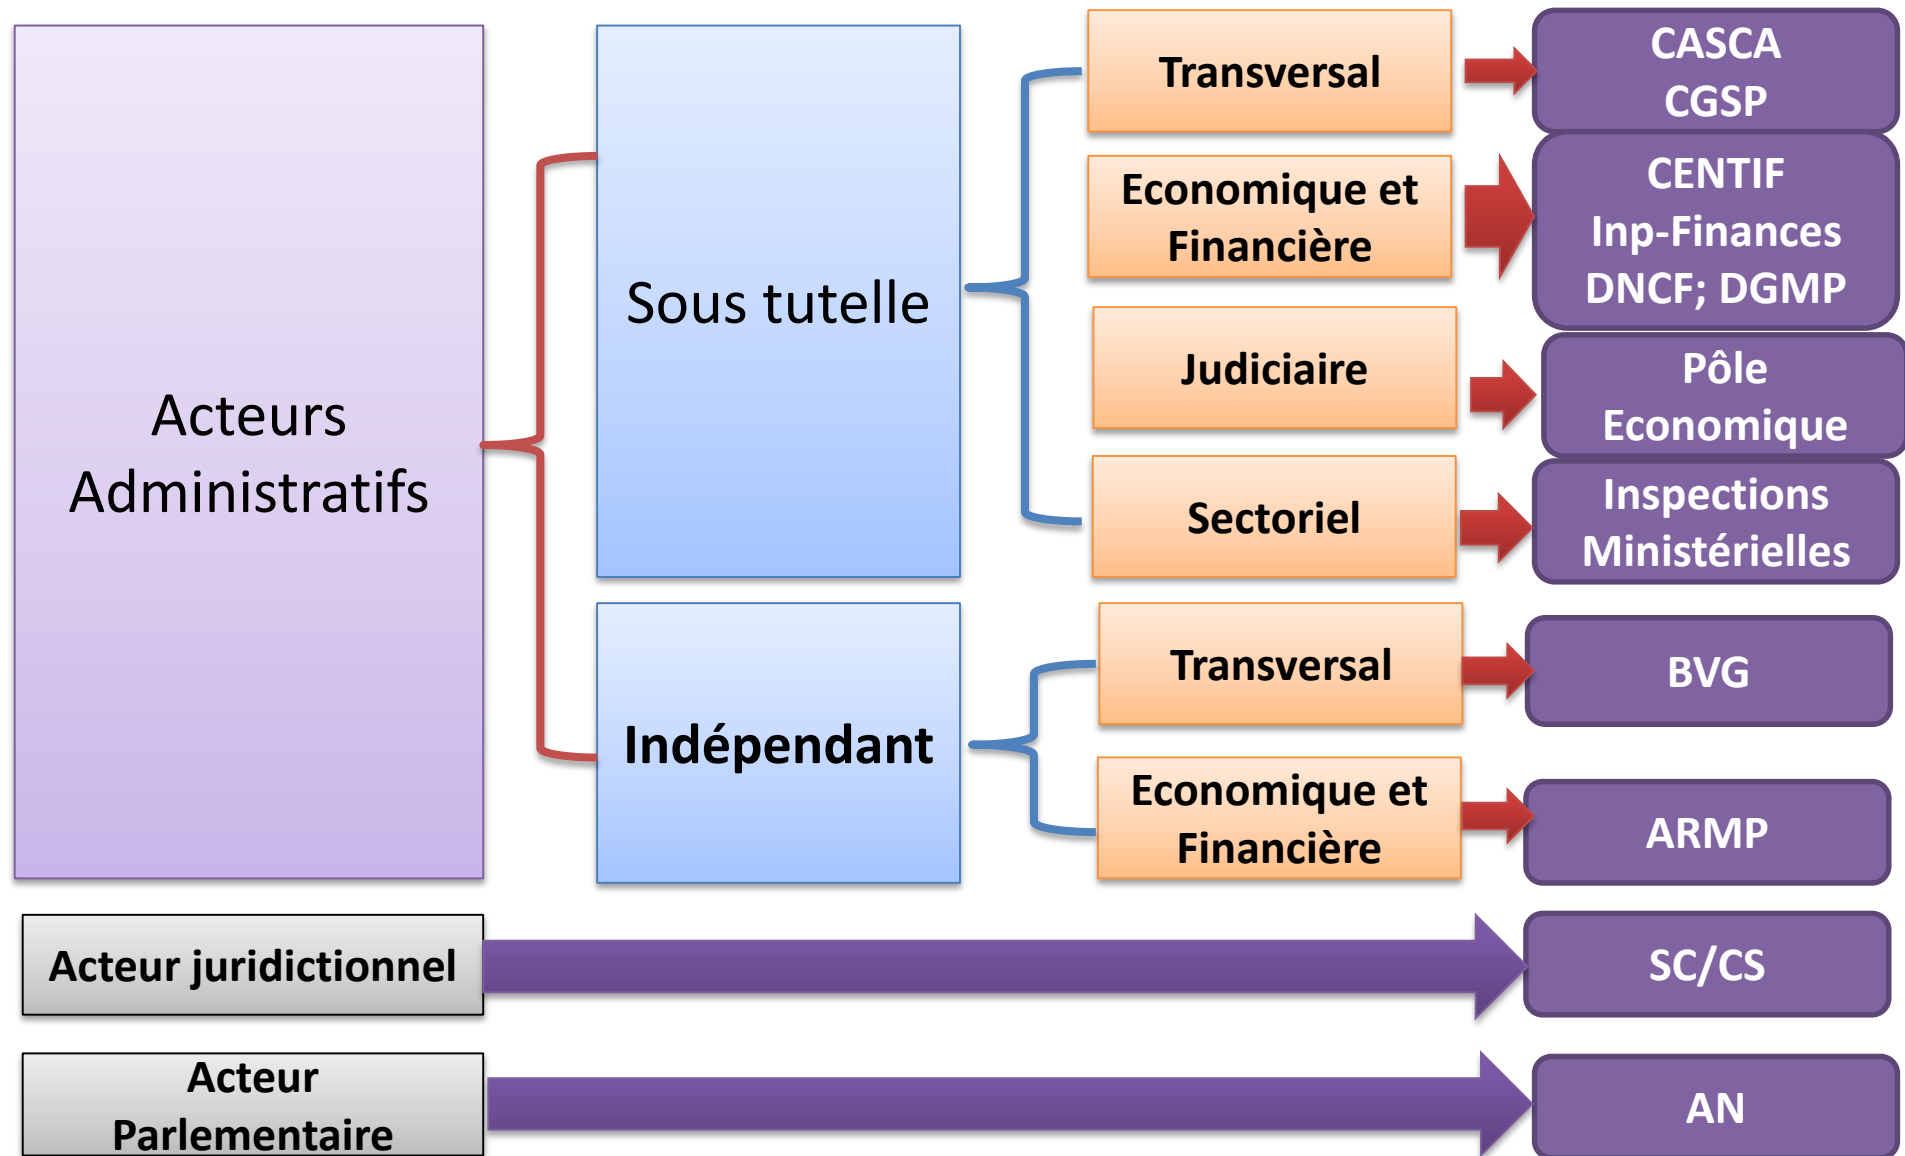 Acteurs
Administratifs
Sous tutelle
Transversal
CASCA
CGSP
Economique et
Financière
CENTIF
Inp-Finances
DNCF; DGMP
Judiciaire
Pôle
Economique
Sectoriel
Inspections
Ministérielles
Indépendant
Transversal
BVG
Economique et
Financière
ARMP
Acteur juridictionnel
SC/CS
Acteur
Parlementaire
AN